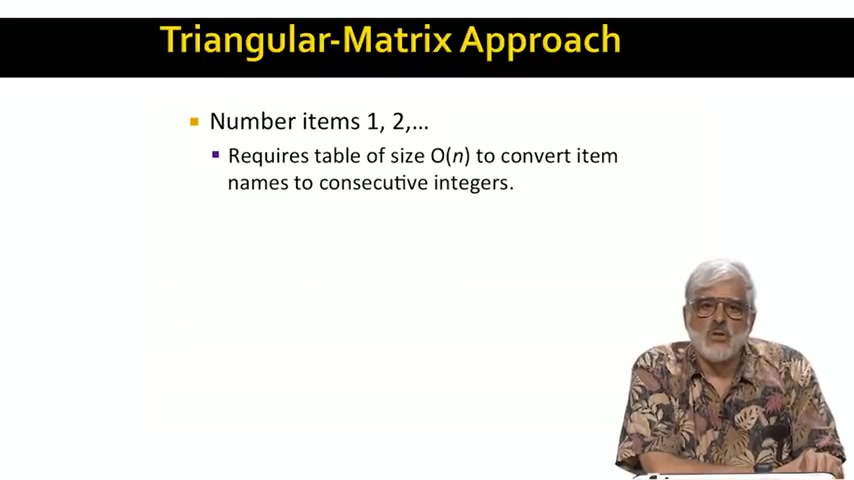 Triangular-Matrix Approach
Number items 1, 2,...
Requires table of size O(n) to convert item
names to consecutive integers.